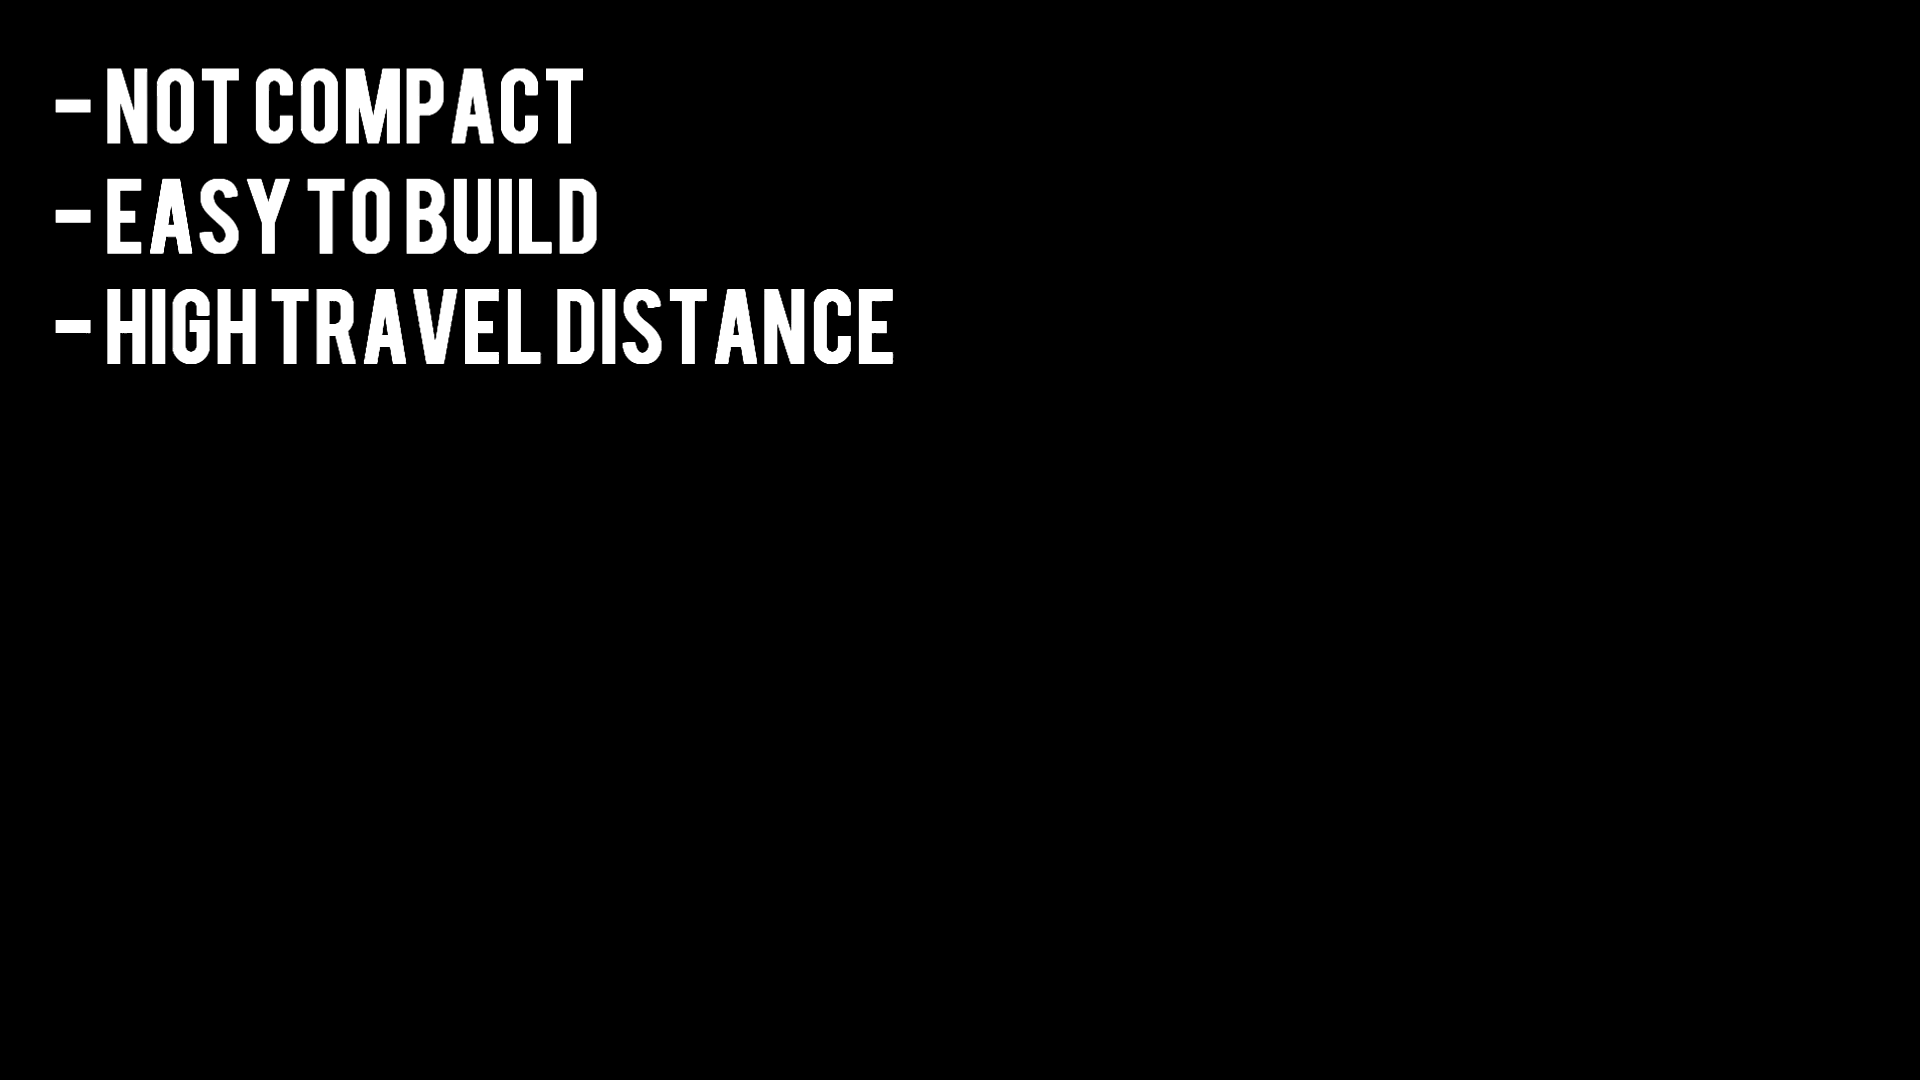 - NOT COMPACT
- EASY TO BUILD
- HIGH TRAVEL DISTANCE